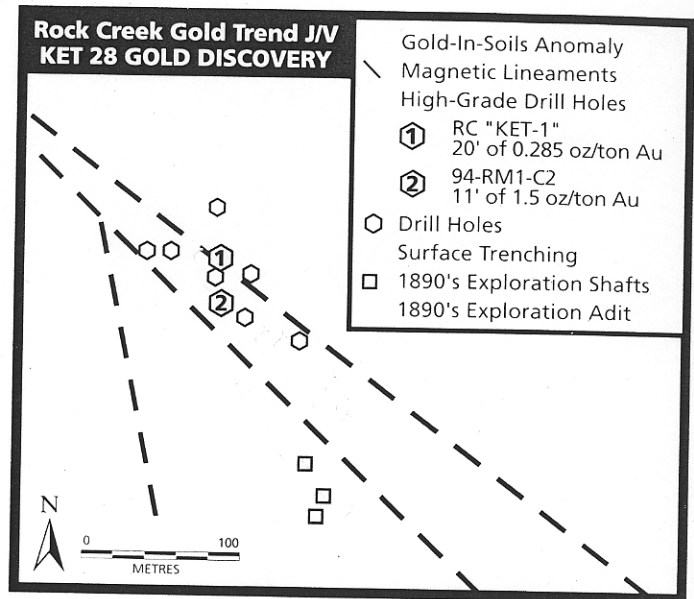 Rock Creek Gold Trend J/V
KET 28 GOLD DISCOVERY
Gold-In-Soils Anomaly
Magnetic Lineaments
High-Grade Drill Holes
1 RC "KET-1"
20' of 0.285 oz/ton Au
2 94-RM1-C2
11' of 1.5 oz/ton Au
Drill Holes
Surface Trenching
1890's Exploration Shafts
1890's Exploration Adit
1
2
N
0 100
METRES